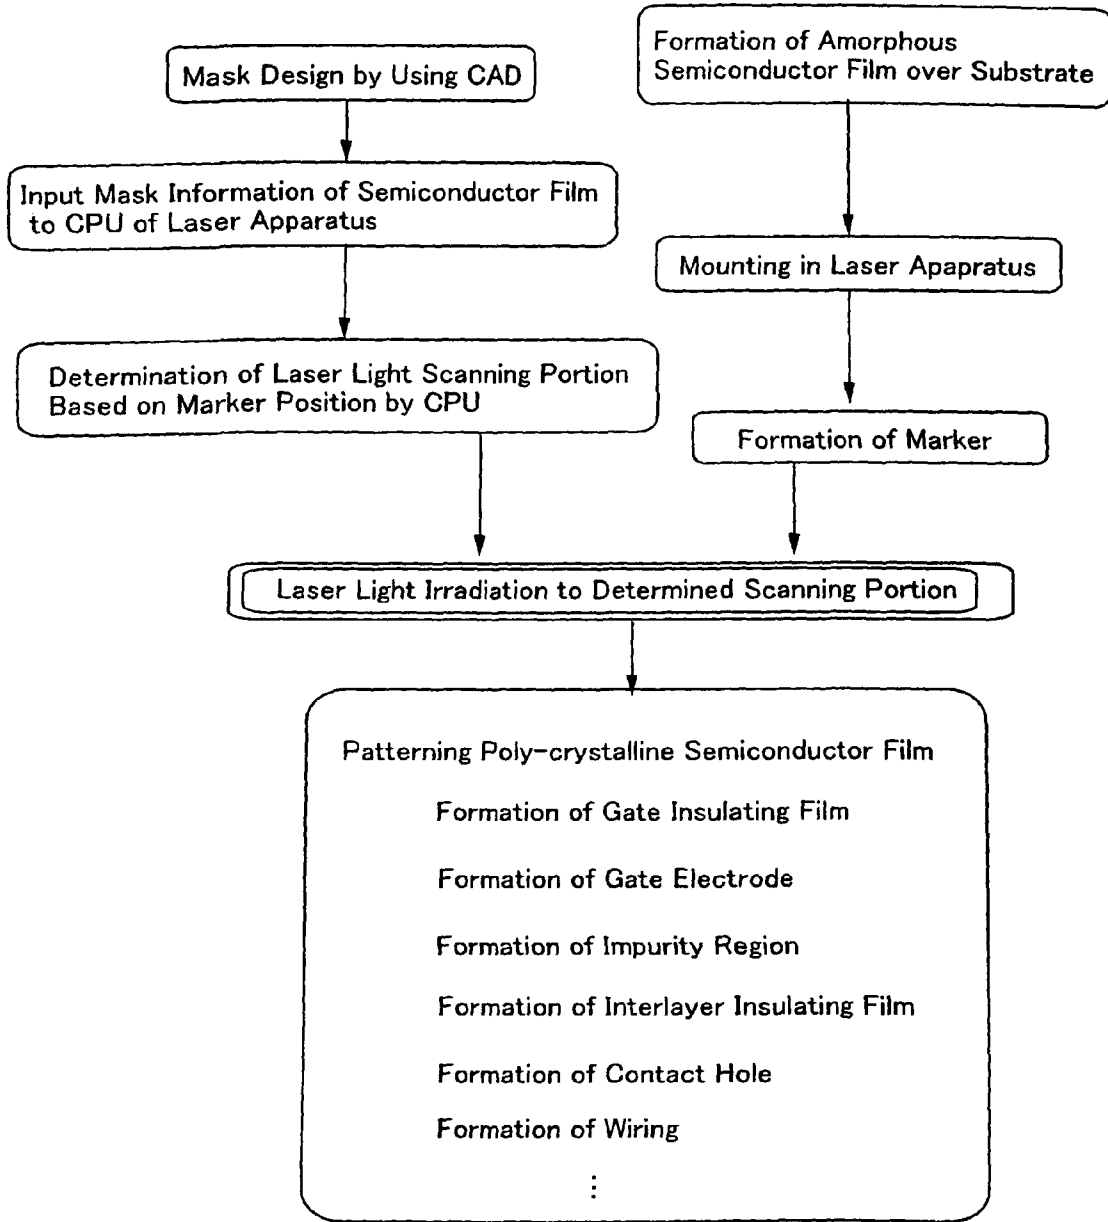 Mask Design by Using CAD
Input Mask Information of Semiconductor Film
to CPU of Laser Apparatus
Determination of Laser Light Scanning Portion
Based on Marker Position by CPU
Formation of Amorphous
Semiconductor Film over Substrate
Mounting in Laser Apapratus
Formation of Marker
Laser Light Irradiation to Determined Scanning Portion
Patterning Poly-crystalline Semiconductor Film
Formation of Gate Insulating Film
Formation of Gate Electrode
Formation of Impurity Region
Formation of Interlayer Insulating Film
Formation of Contact Hole
Formation of Wiring
⋮